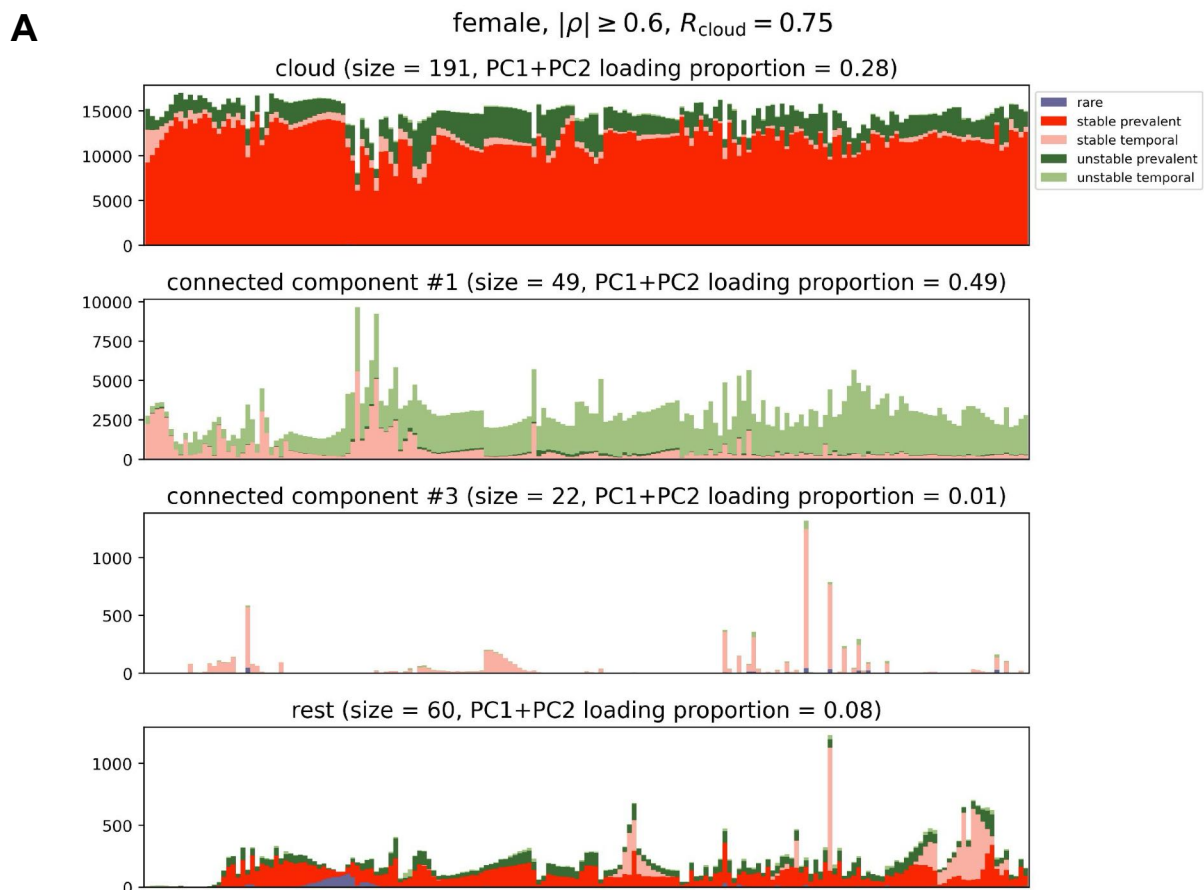 A
female, |ρ| ≥ 0.6, R_cloud = 0.75
cloud (size = 191, PC1+PC2 loading proportion = 0.28)
15000
10000
5000
0
rare
stable prevalent
stable temporal
unstable prevalent
unstable temporal
connected component #1 (size = 49, PC1+PC2 loading proportion = 0.49)
10000
7500
5000
2500
0
connected component #3 (size = 22, PC1+PC2 loading proportion = 0.01)
1000
500
0
rest (size = 60, PC1+PC2 loading proportion = 0.08)
1000
500
0